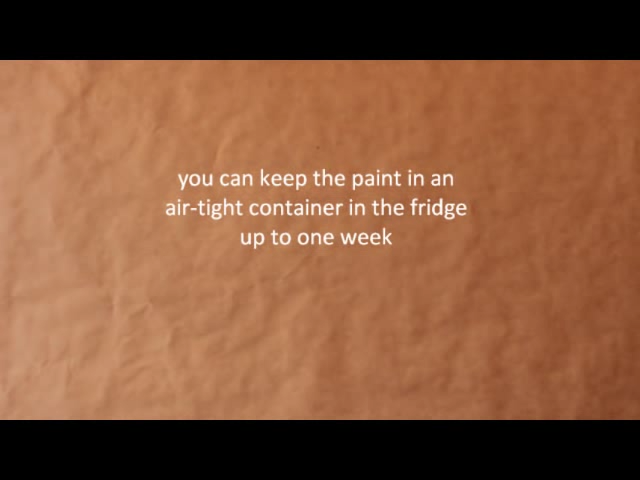 you can keep the paint in an
air-tight container in the fridge
up to one week